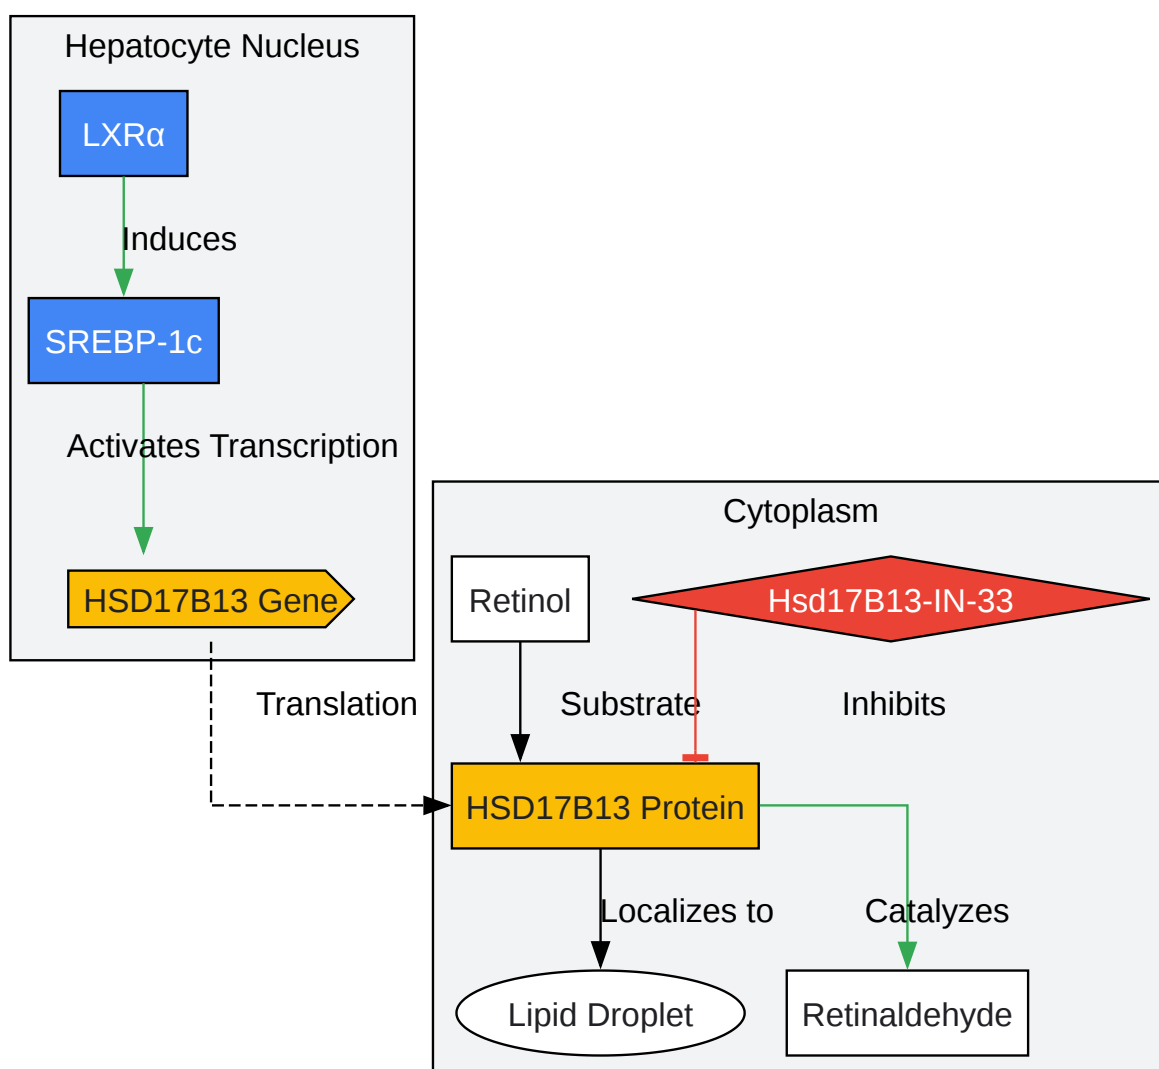 Hepatocyte Nucleus
LXRα
Induces
SREBP-1c
Activates Transcription
HSD17B13 Gene
Translation
Cytoplasm
Retinol
Hsd17B13-IN-33
Substrate
Inhibits
HSD17B13 Protein
Localizes to
Catalyzes
Lipid Droplet
Retinaldehyde